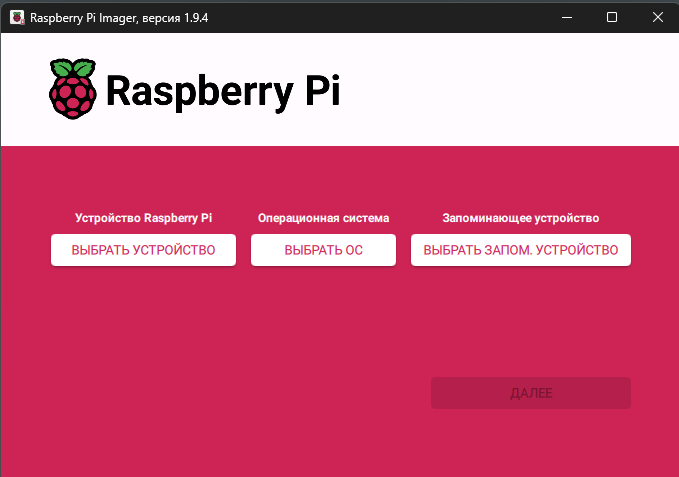 Raspberry Pi Imager, версия 1.9.4
Raspberry Pi
Устройство Raspberry Pi
Операционная система
Запоминающее устройство
ВЫБРАТЬ УСТРОЙСТВО
ВЫБРАТЬ ОС
ВЫБРАТЬ ЗАПОМ. УСТРОЙСТВО
ДАЛЕЕ